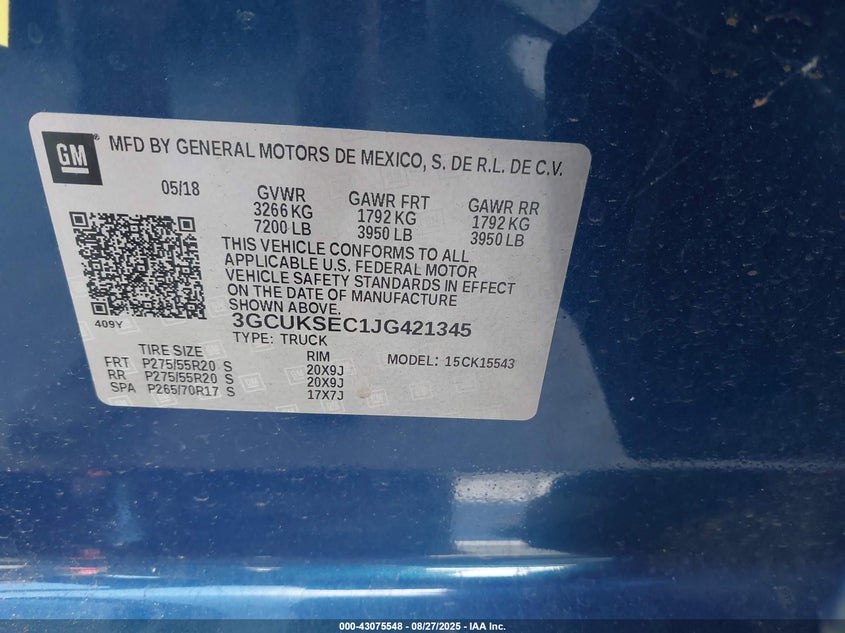 GM
MFD BY GENERAL MOTORS DE MEXICO, S. DE R.L. DE C.V.
05/18
GVWR GAWR FRT GAWR RR
3266 KG 1792 KG 1792 KG
7200 LB 3950 LB 3950 LB
THIS VEHICLE CONFORMS TO ALL
APPLICABLE U.S. FEDERAL MOTOR
VEHICLE SAFETY STANDARDS IN EFFECT
ON THE DATE OF MANUFACTURE
SHOWN ABOVE.
409Y
3GCUKSEC1JG421345
TYPE: TRUCK
TIRE SIZE RIM MODEL: 15CK15543
FRT P275/55R20 S 20X9J
RR P275/55R20 S 20X9J
SPA P265/70R17 S 17X7J
000-43075548 - 08/27/2025 - IAA Inc.